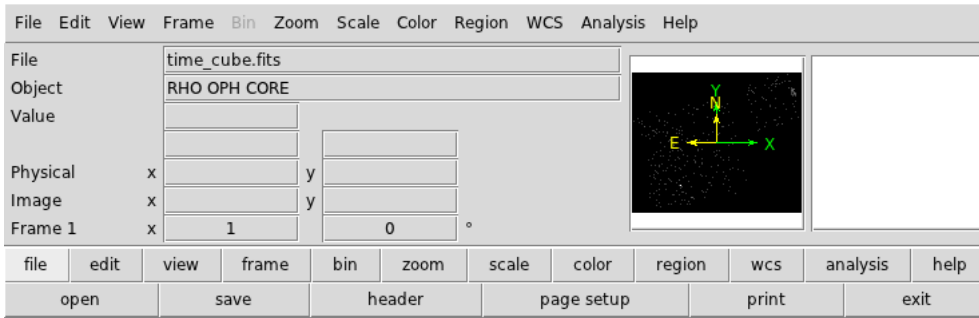 File Edit View Frame Bin Zoom Scale Color Region WCS Analysis Help
File time_cube.fits
Object RHO OPH CORE
Value
Physical x y
Image x y
Frame 1 x 1 0 °
Y
N
E X
file edit view frame bin zoom scale color region wcs analysis help
open save header page setup print exit